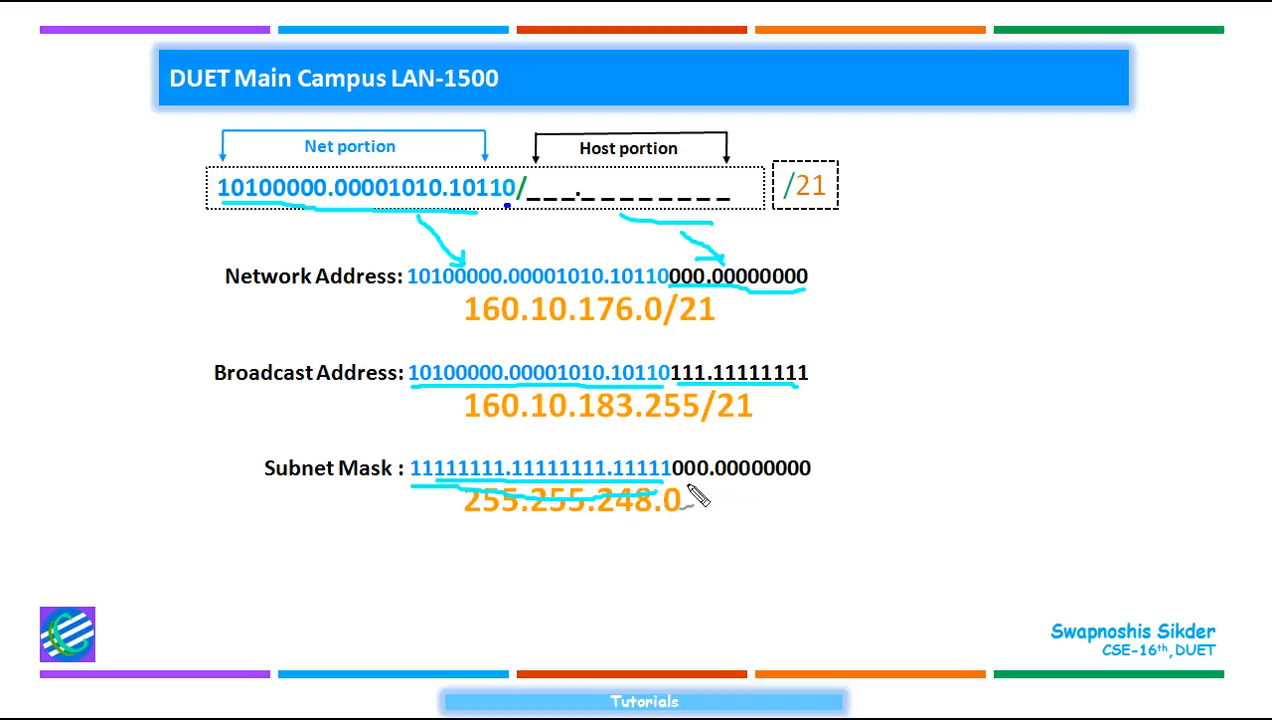 DUET Main Campus LAN-1500
Net portion
Host portion
10100000.00001010.10110/_ _ _._ _ _ _ _ _ _ _
/21
Network Address: 10100000.00001010.10110000.00000000
160.10.176.0/21
Broadcast Address: 10100000.00001010.10110111.11111111
160.10.183.255/21
Subnet Mask : 11111111.11111111.11111000.00000000
255.255.248.0
Swapnoshis Sikder
CSE-16th,DUET
Tutorials